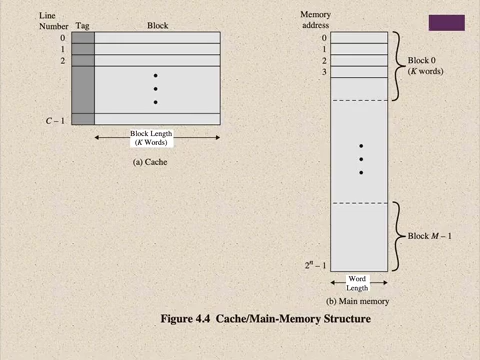 Line
Number Tag Block
0
1
2
C – 1
Block Length
(K Words)
(a) Cache
Memory
address
0
1
2
3
Block 0
(K words)
Block M – 1
2ⁿ – 1
Word
Length
(b) Main memory
Figure 4.4 Cache/Main-Memory Structure